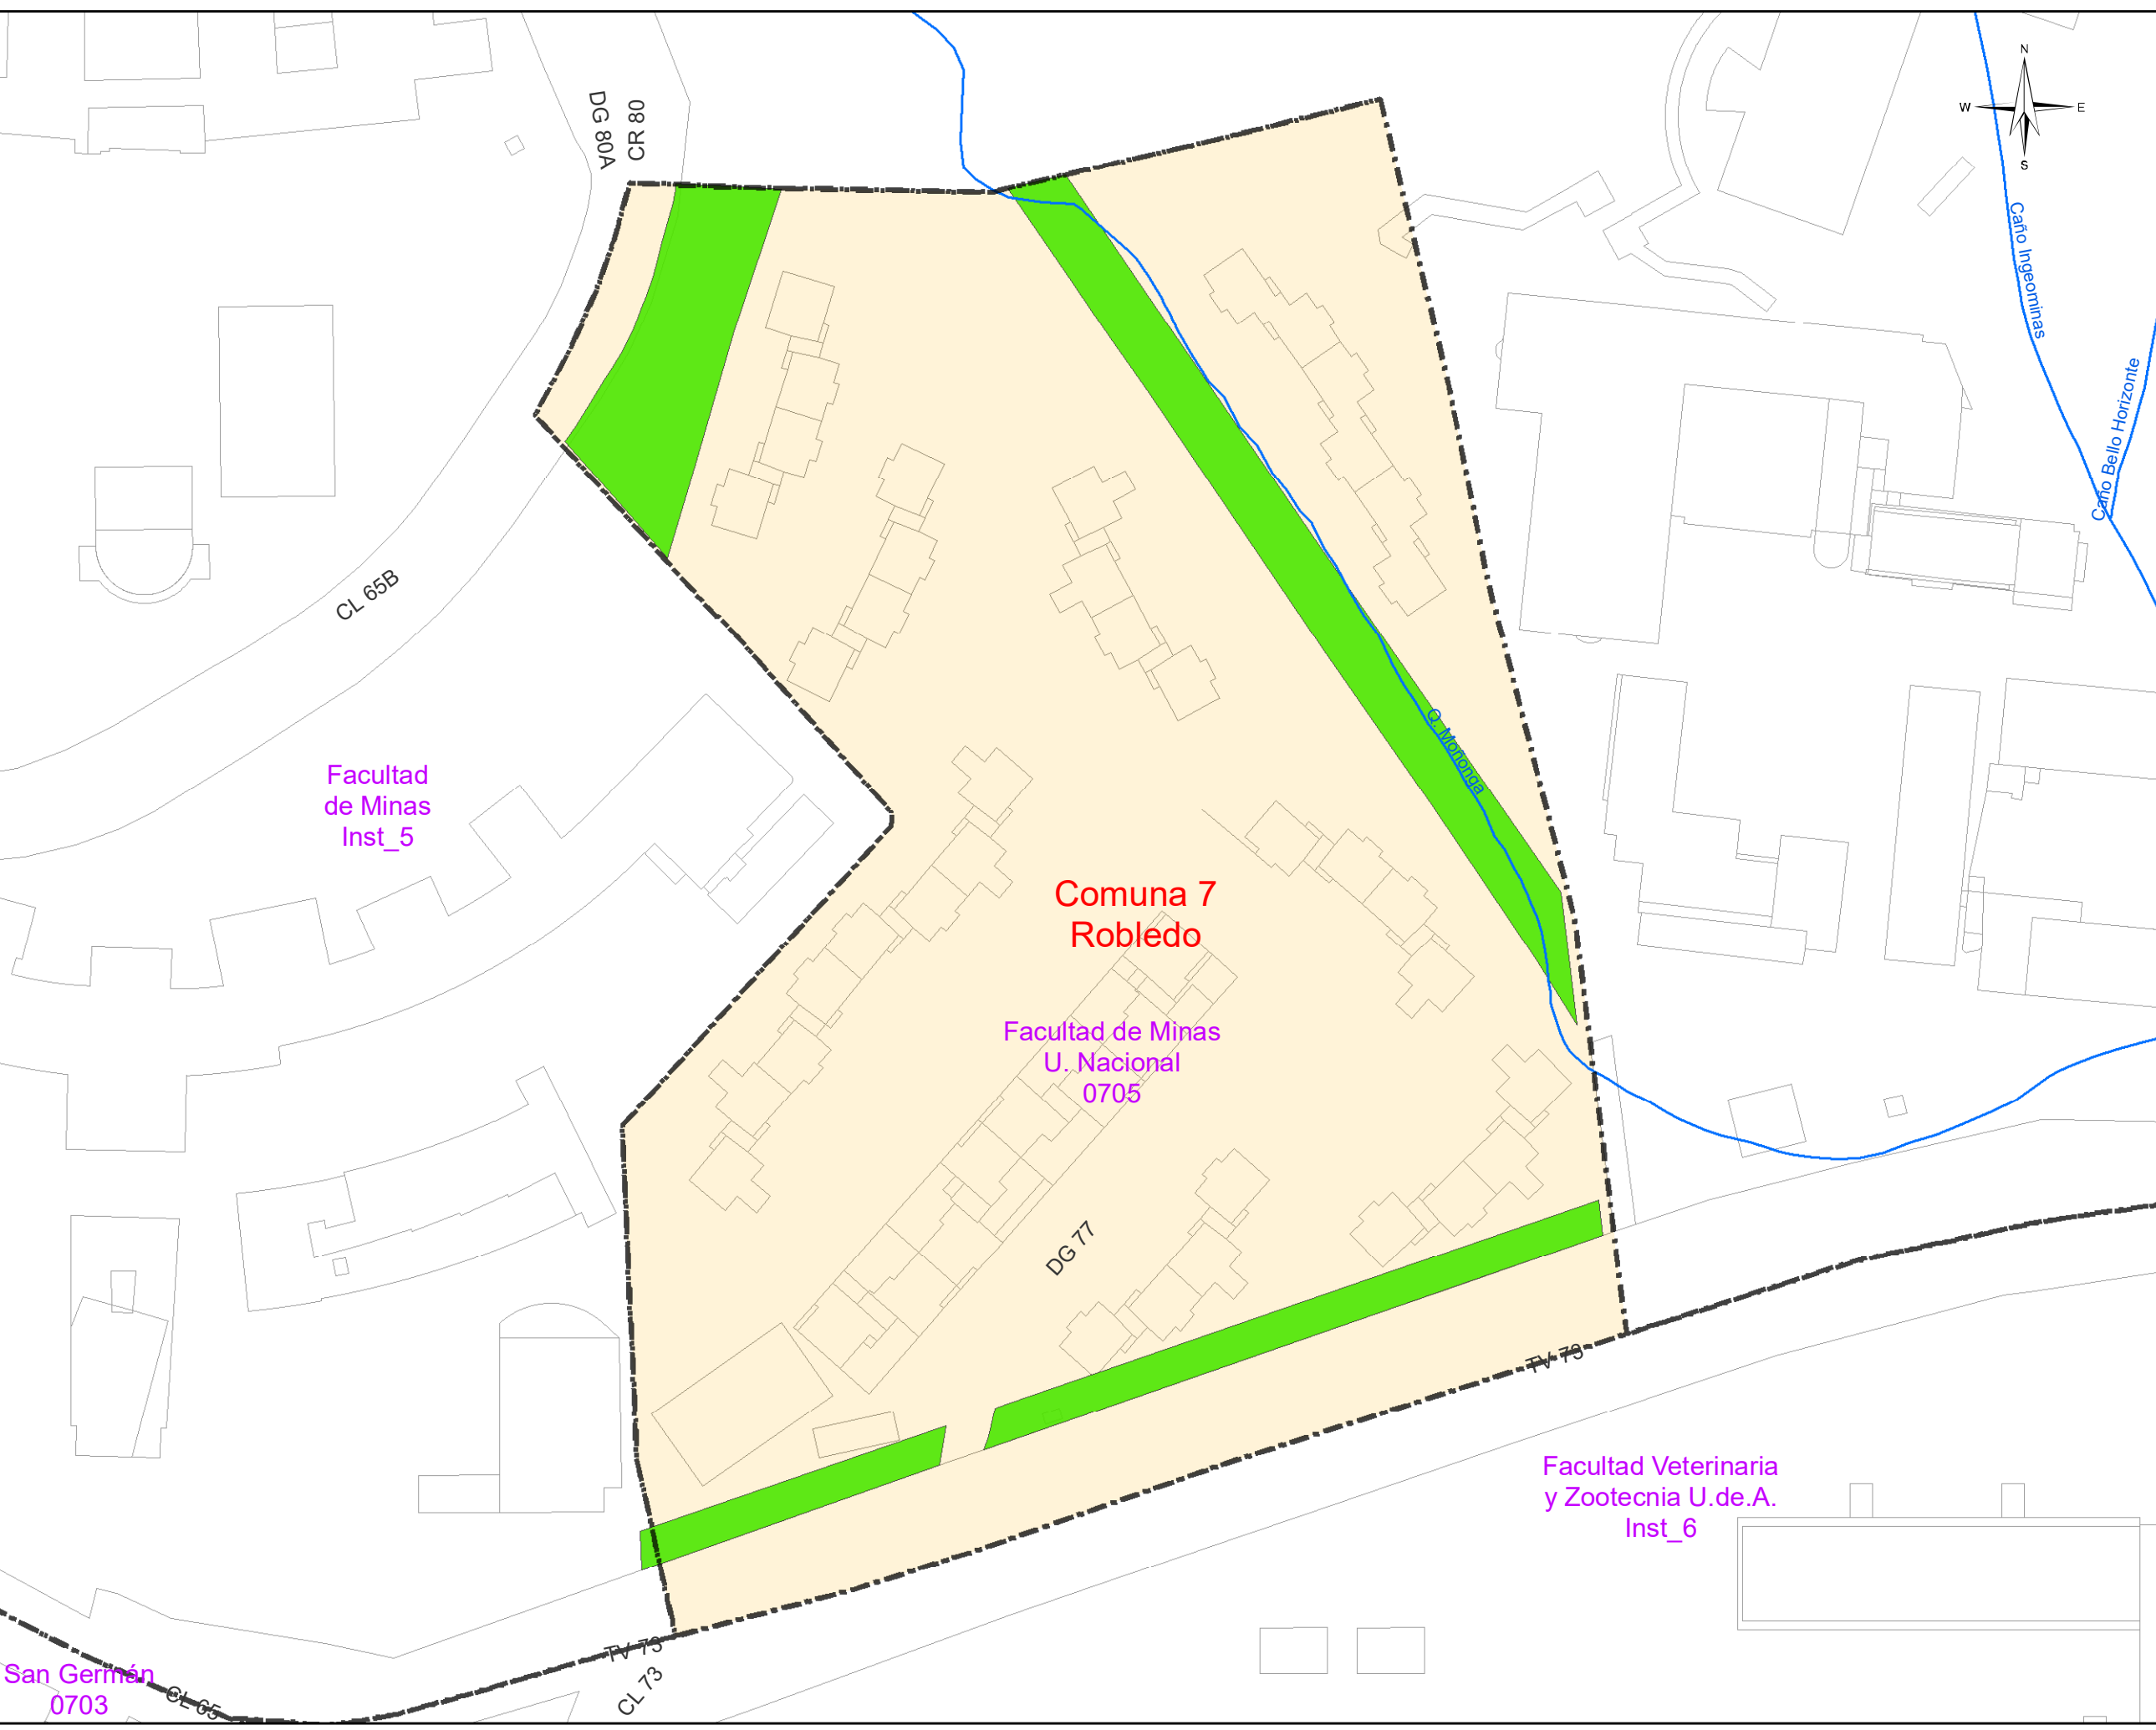 N
W E
S
DG 80A
CR 80
Caño Ingeominas
Caño Bello Horizonte
CL 65B
Q. Moñonga
Facultad
de Minas
Inst_5
Comuna 7
Robledo
Facultad de Minas
U. Nacional
0705
DG 77
TV 79
Facultad Veterinaria
y Zootecnia U.de.A.
Inst_6
TV 73
CL 73
San Germán
0703
CL 65